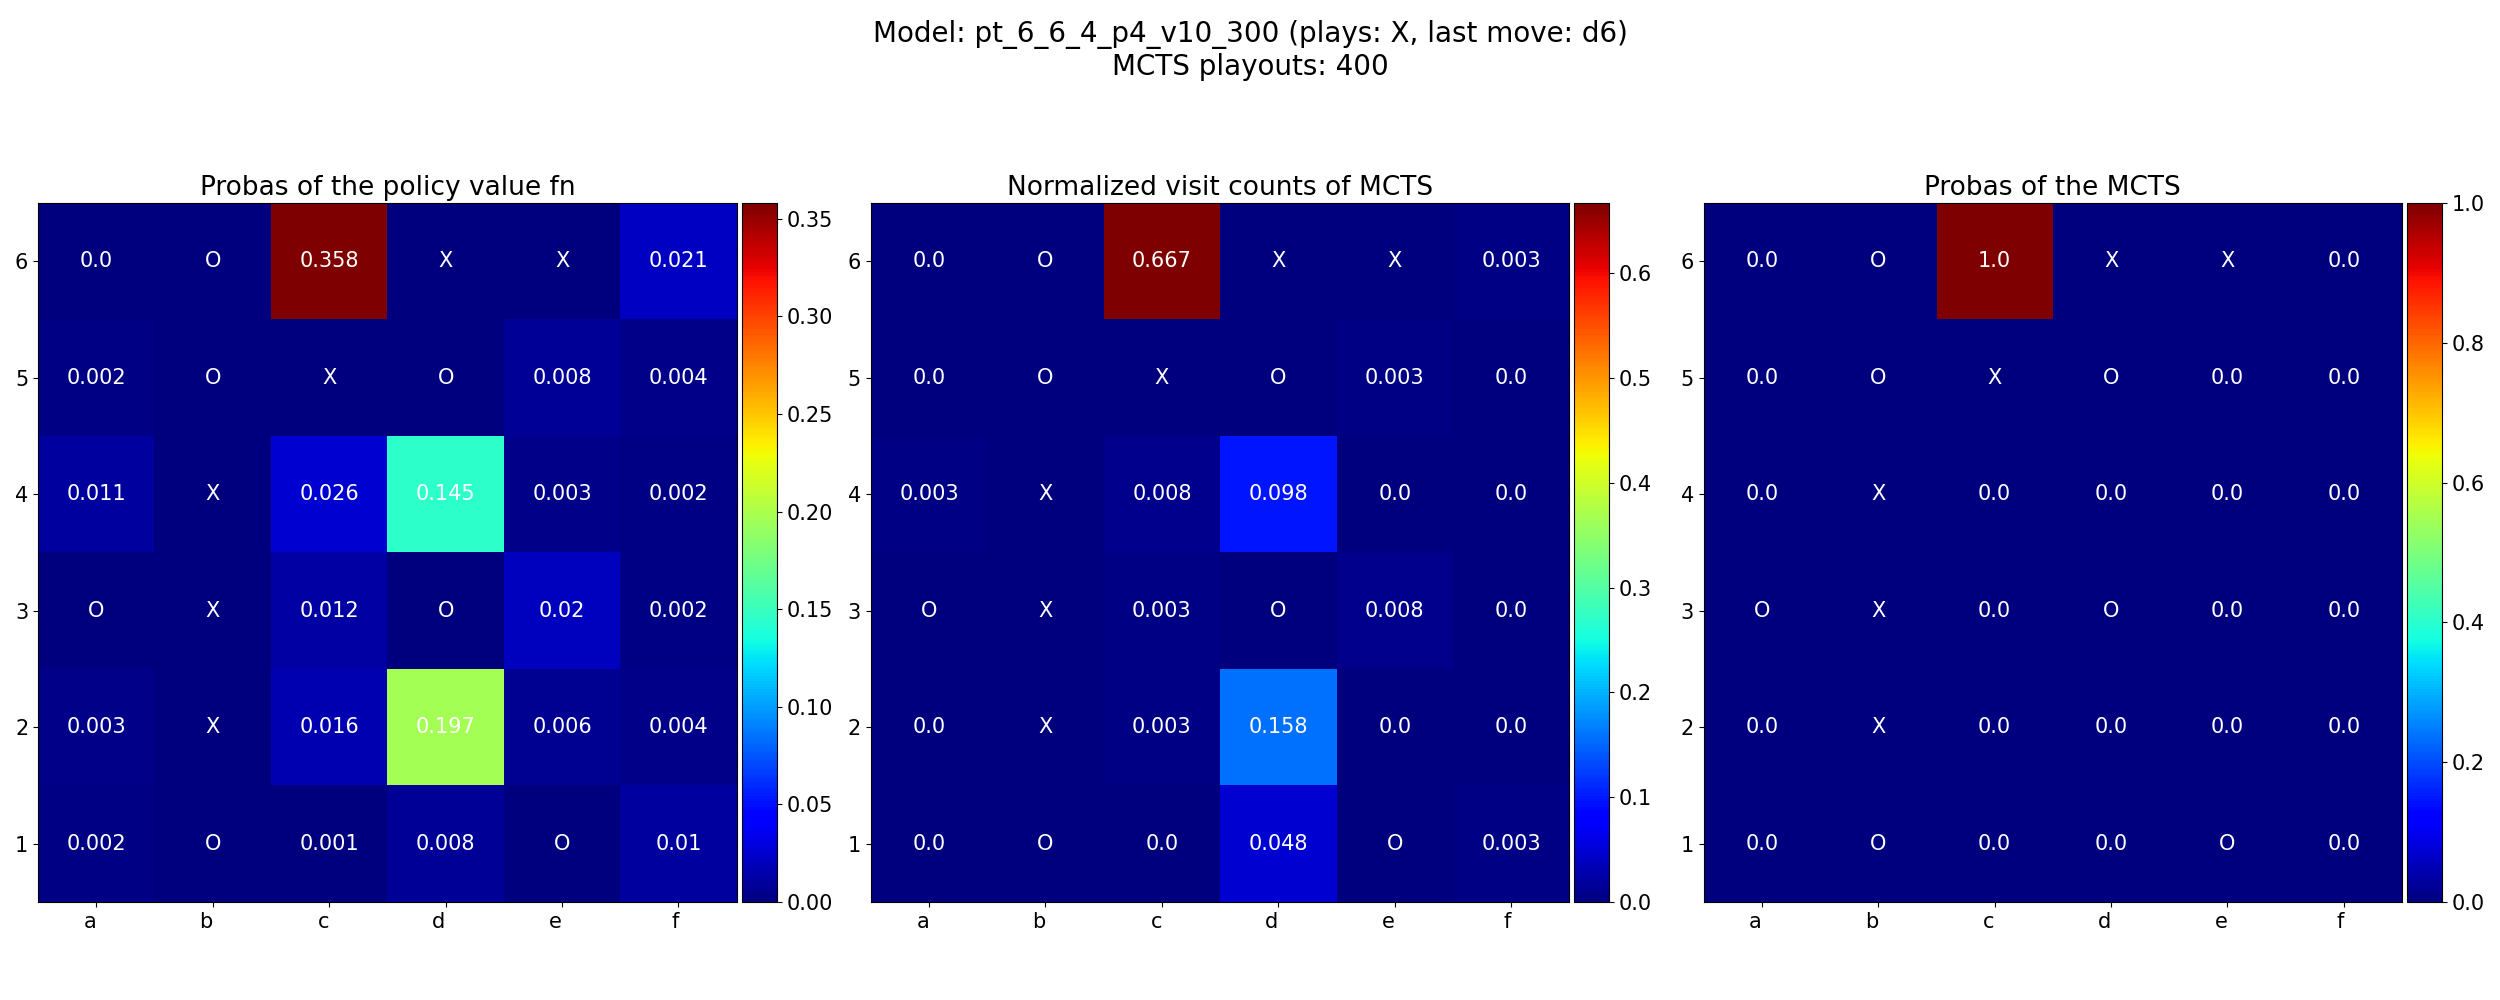 Model: pt_6_6_4_p4_v10_300 (plays: X, last move: d6)
MCTS playouts: 400
Probas of the policy value fn
6 0.0 O 0.358 X X 0.021
5 0.002 O X O 0.008 0.004
4 0.011 X 0.026 0.145 0.003 0.002
3 O X 0.012 O 0.02 0.002
2 0.003 X 0.016 0.197 0.006 0.004
1 0.002 O 0.001 0.008 O 0.01
a b c d e f
0.35
0.30
0.25
0.20
0.15
0.10
0.05
0.00
Normalized visit counts of MCTS
6 0.0 O 0.667 X X 0.003
5 0.0 O X O 0.003 0.0
4 0.003 X 0.008 0.098 0.0 0.0
3 O X 0.003 O 0.008 0.0
2 0.0 X 0.003 0.158 0.0 0.0
1 0.0 O 0.0 0.048 O 0.003
a b c d e f
0.6
0.5
0.4
0.3
0.2
0.1
0.0
Probas of the MCTS
6 0.0 O 1.0 X X 0.0
5 0.0 O X O 0.0 0.0
4 0.0 X 0.0 0.0 0.0 0.0
3 O X 0.0 O 0.0 0.0
2 0.0 X 0.0 0.0 0.0 0.0
1 0.0 O 0.0 0.0 O 0.0
a b c d e f
1.0
0.8
0.6
0.4
0.2
0.0